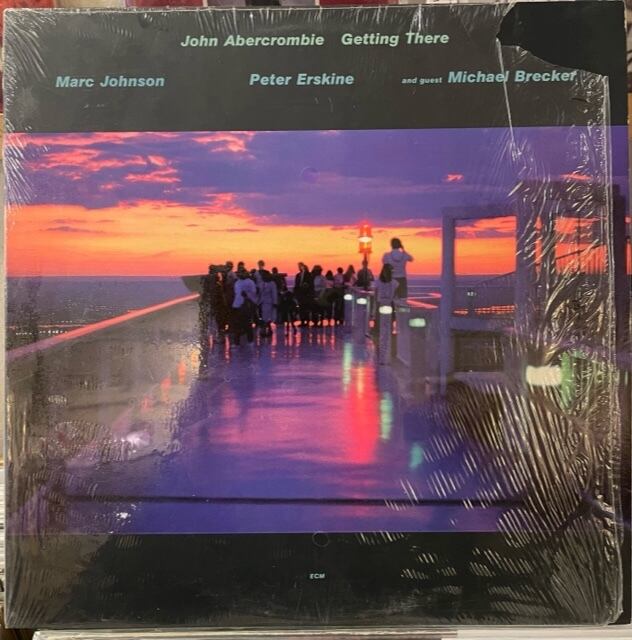 John Abercrombie Getting There
Marc Johnson Peter Erskine and guest Michael Brecker
ECM